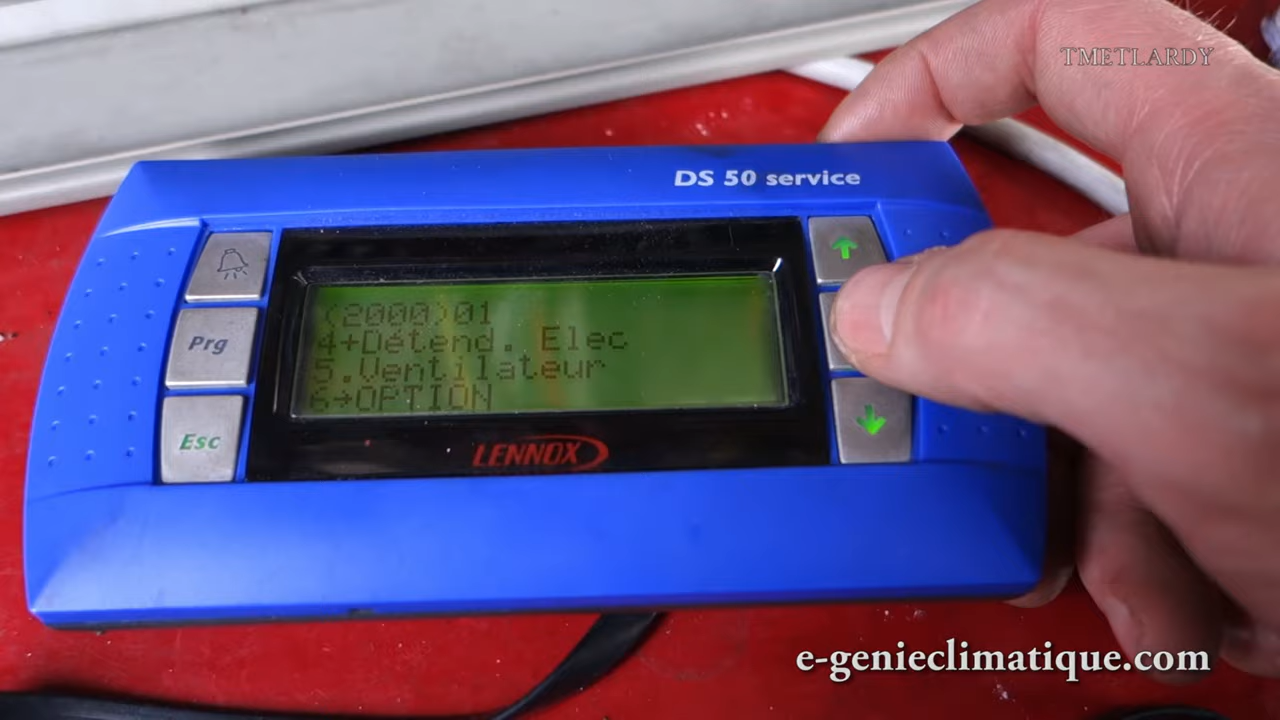 TMETLARDY
DS 50 service
(2000)01
4+Détend. Elec
5.Ventilateur
6→OPTION
Prg
Esc
LENNOX
e-genieclimatique.com